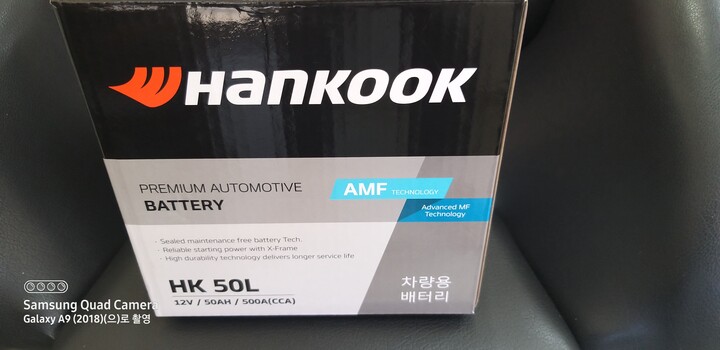 HANKOOK
PREMIUM AUTOMOTIVE
BATTERY
AMF TECHNOLOGY
Advanced MF
Technology
- Sealed maintenance free battery Tech.
- Reliable starting power with X-Frame
- High durability technology delivers longer service life
HK 50L
12V / 50AH / 500A(CCA)
차량용
배터리
Samsung Quad Camera
Galaxy A9 (2018)(으)로 촬영